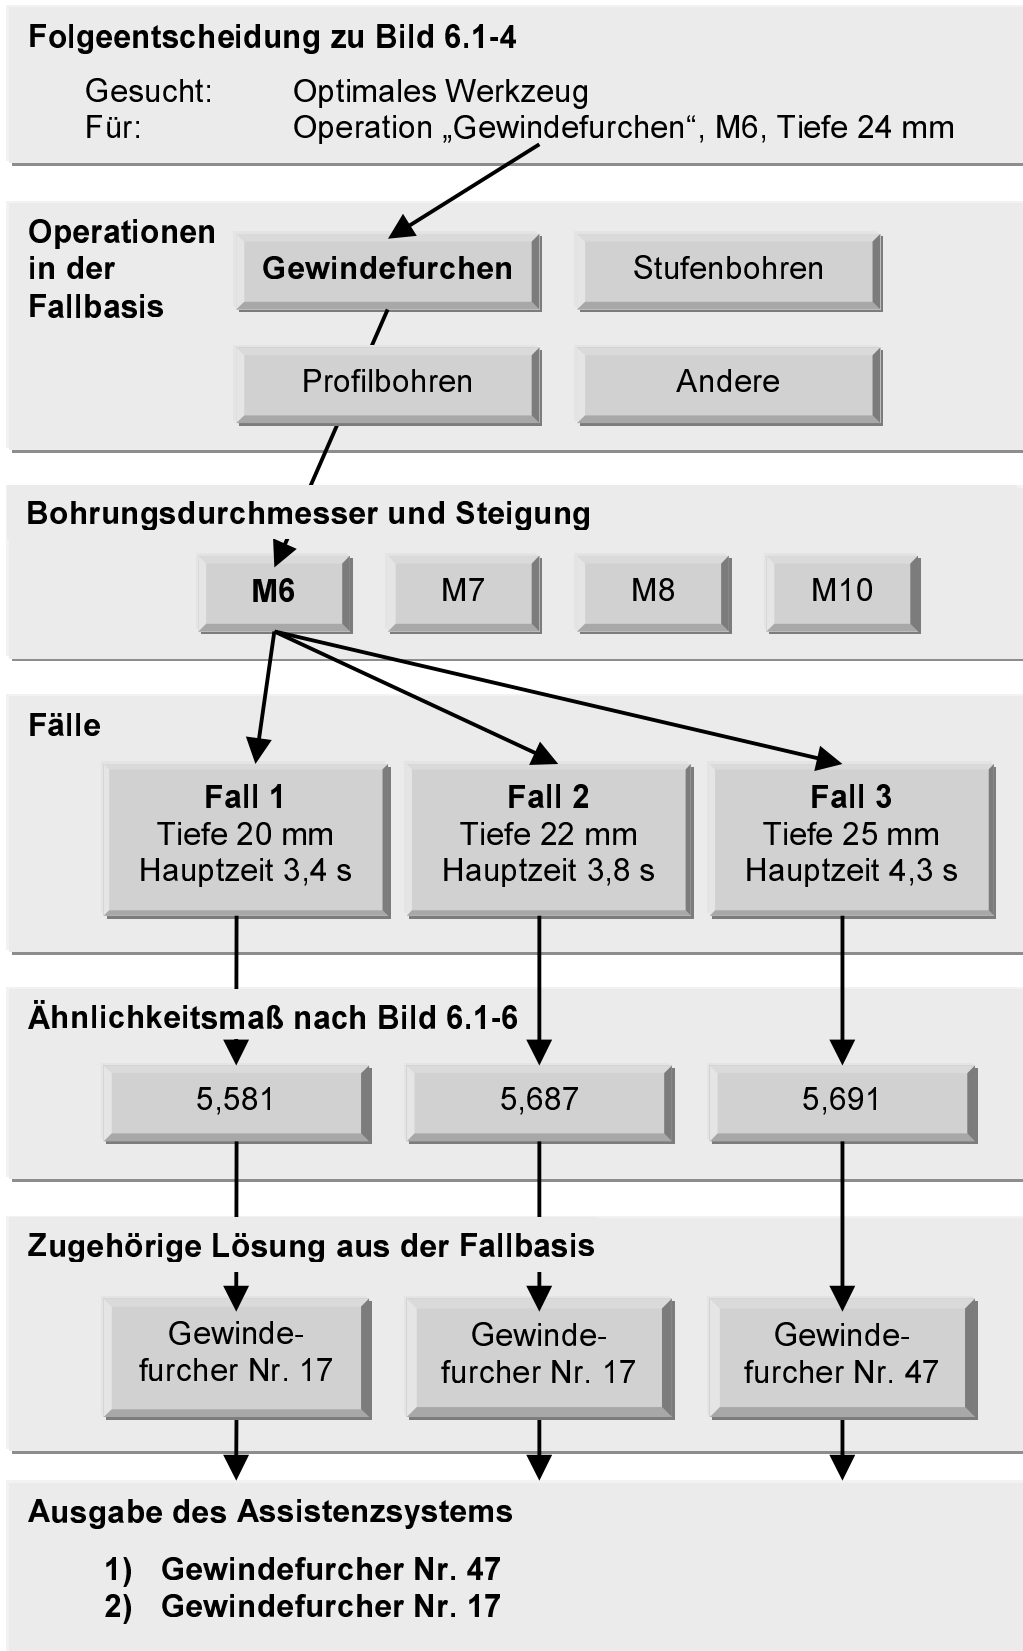 Folgeentscheidung zu Bild 6.1-4
Gesucht: Optimales Werkzeug
Für: Operation „Gewindefurchen“, M6, Tiefe 24 mm
Operationen
in der
Fallbasis
Gewindefurchen
Stufenbohren
Profilbohren
Andere
Bohrungsdurchmesser und Steigung
M6
M7
M8
M10
Fälle
Fall 1
Tiefe 20 mm
Hauptzeit 3,4 s
Fall 2
Tiefe 22 mm
Hauptzeit 3,8 s
Fall 3
Tiefe 25 mm
Hauptzeit 4,3 s
Ähnlichkeitsmaß nach Bild 6.1-6
5,581
5,687
5,691
Zugehörige Lösung aus der Fallbasis
Gewinde-
furcher Nr. 17
Gewinde-
furcher Nr. 17
Gewinde-
furcher Nr. 47
Ausgabe des Assistenzsystems
1) Gewindefurcher Nr. 47
2) Gewindefurcher Nr. 17